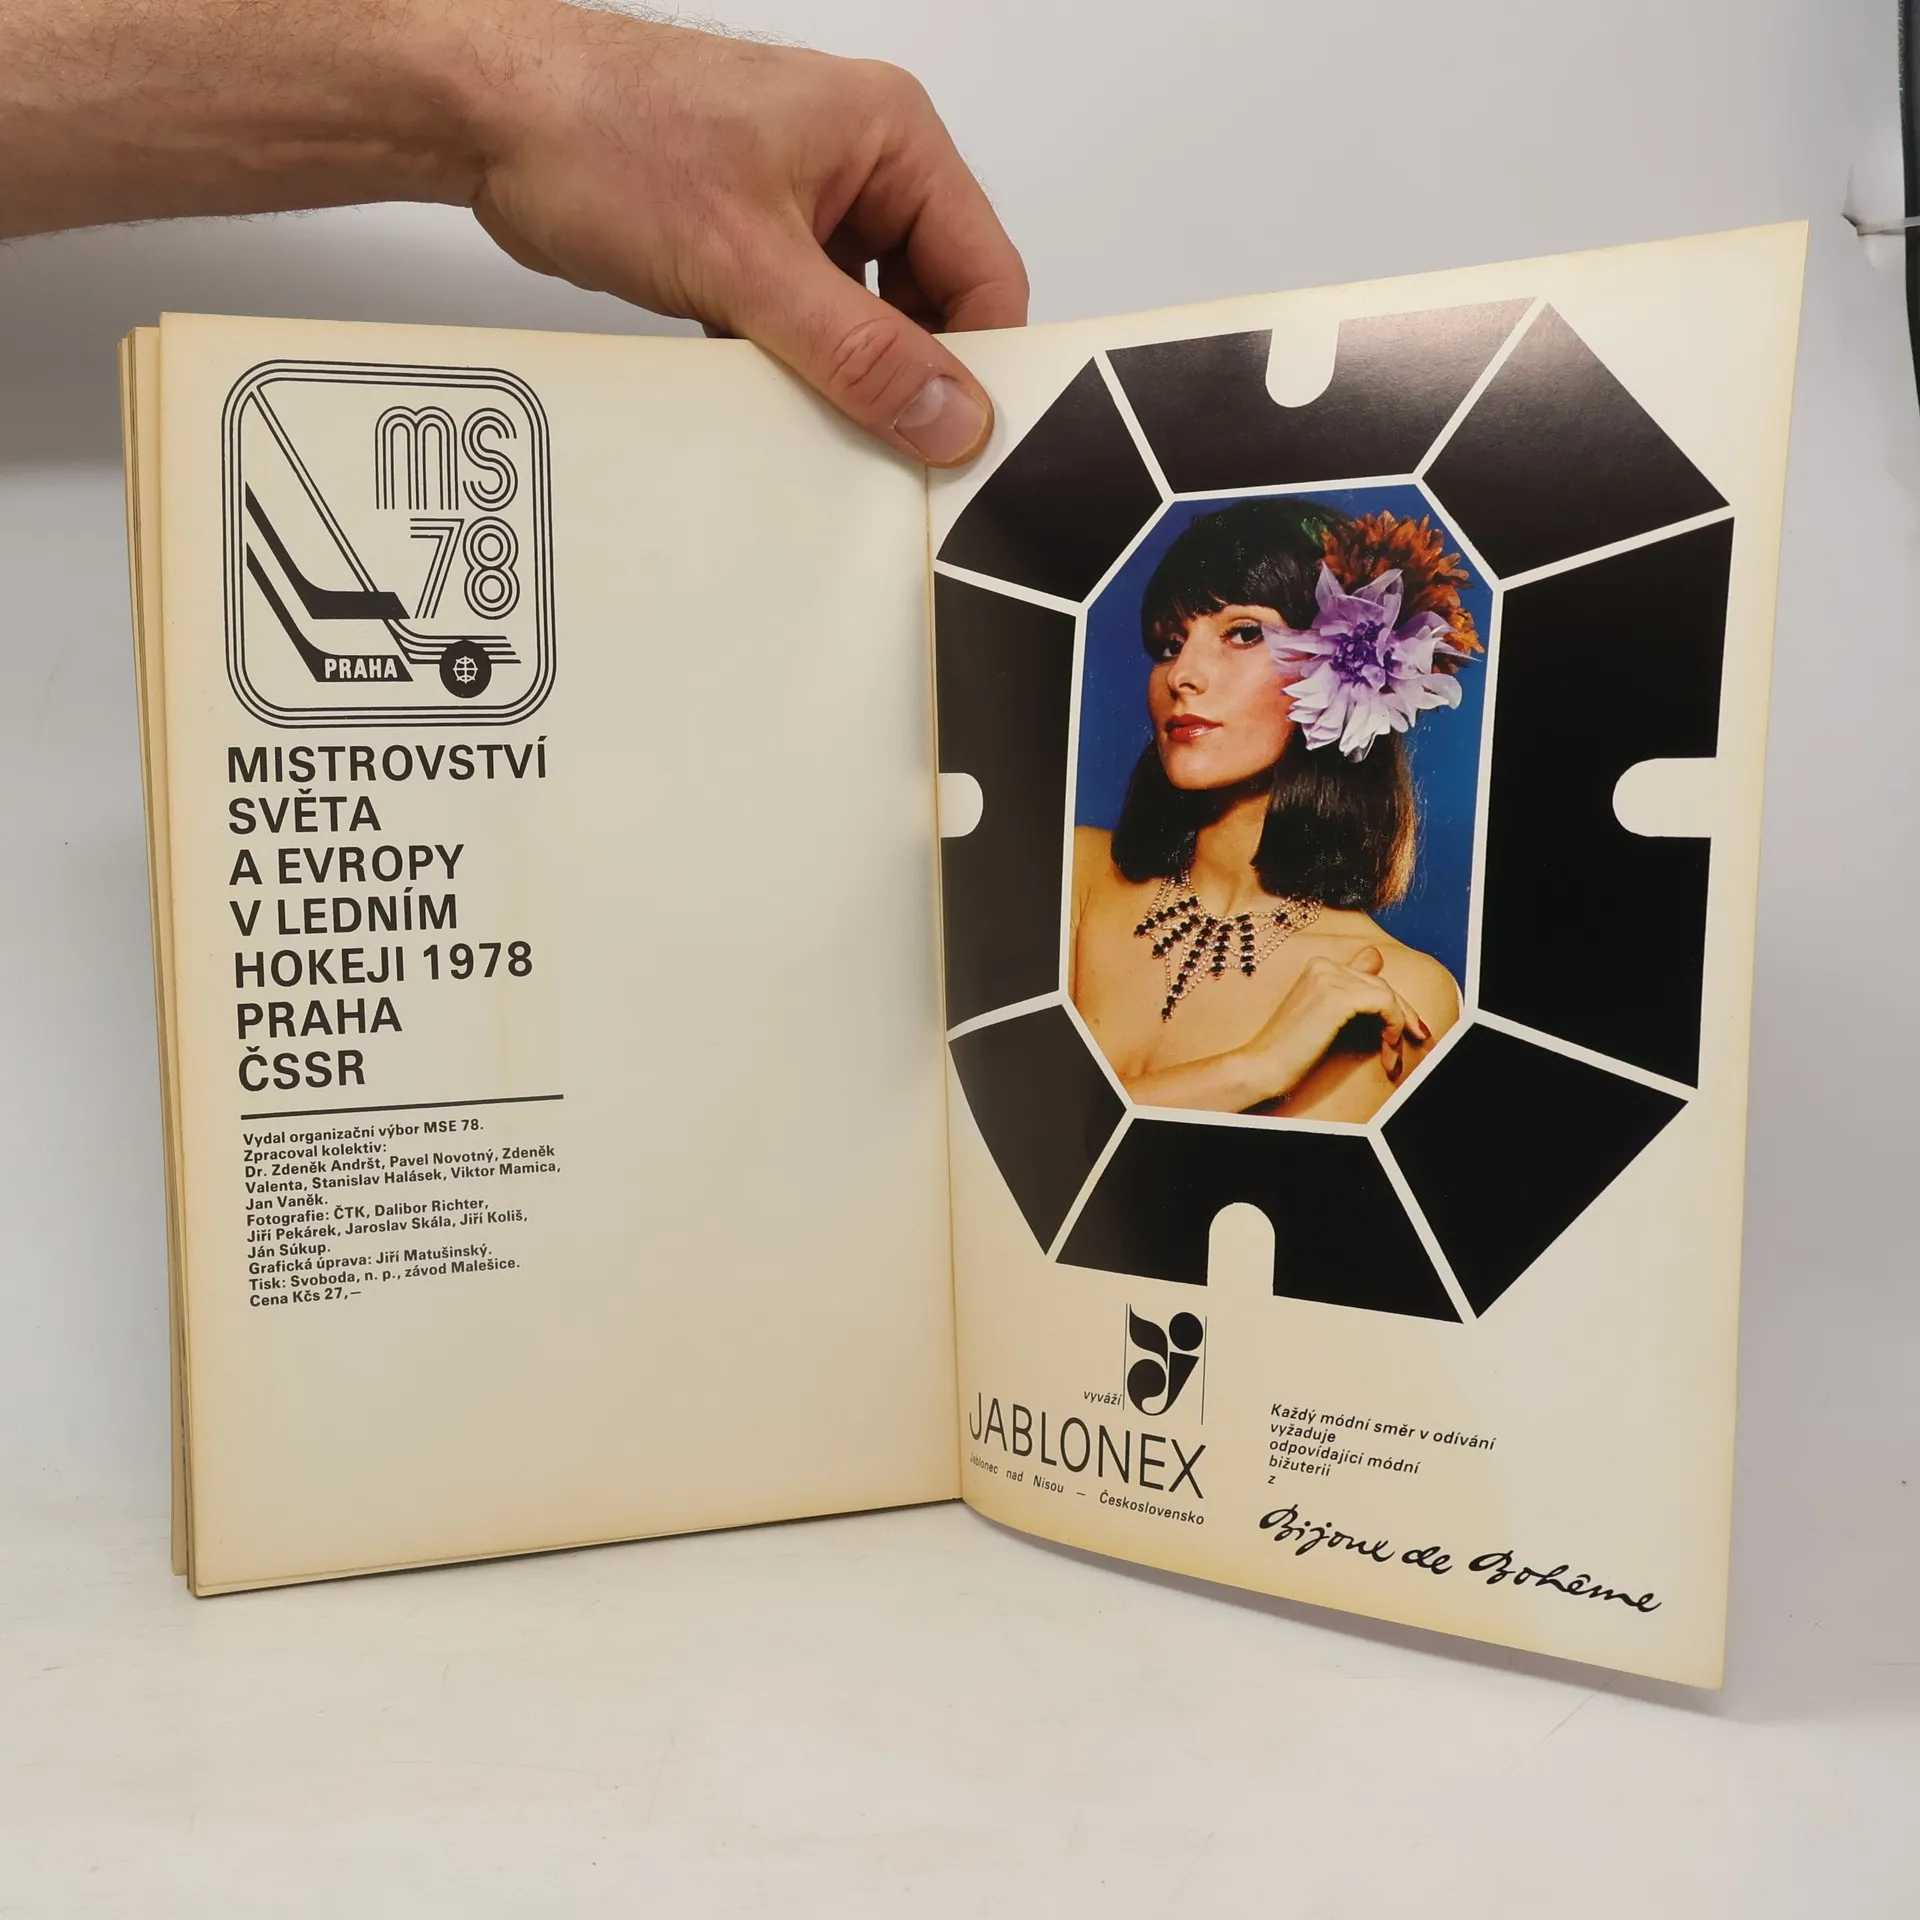 MS
78
PRAHA
MISTROVSTVÍ
SVĚTA
A EVROPY
V LEDNÍM
HOKEJI 1978
PRAHA
ČSSR
Vydal organizační výbor MSE 78.
Zpracoval kolektiv:
Dr. Zdeněk Andršt, Pavel Novotný, Zdeněk
Valenta, Stanislav Halásek, Viktor Mamica,
Jan Vaněk.
Fotografie: ČTK, Dalibor Richter,
Jiří Pekárek, Jaroslav Skála, Jiří Koliš,
Ján Súkup.
Grafická úprava: Jiří Matušinský.
Tisk: Svoboda, n. p., závod Malešice.
Cena Kčs 27,—
vyváží
JABLONEX
Jablonec nad Nisou — Československo
Každý módní směr v odívání
vyžaduje
odpovídající módní
bižuterii
z
Bijoux de Bohême